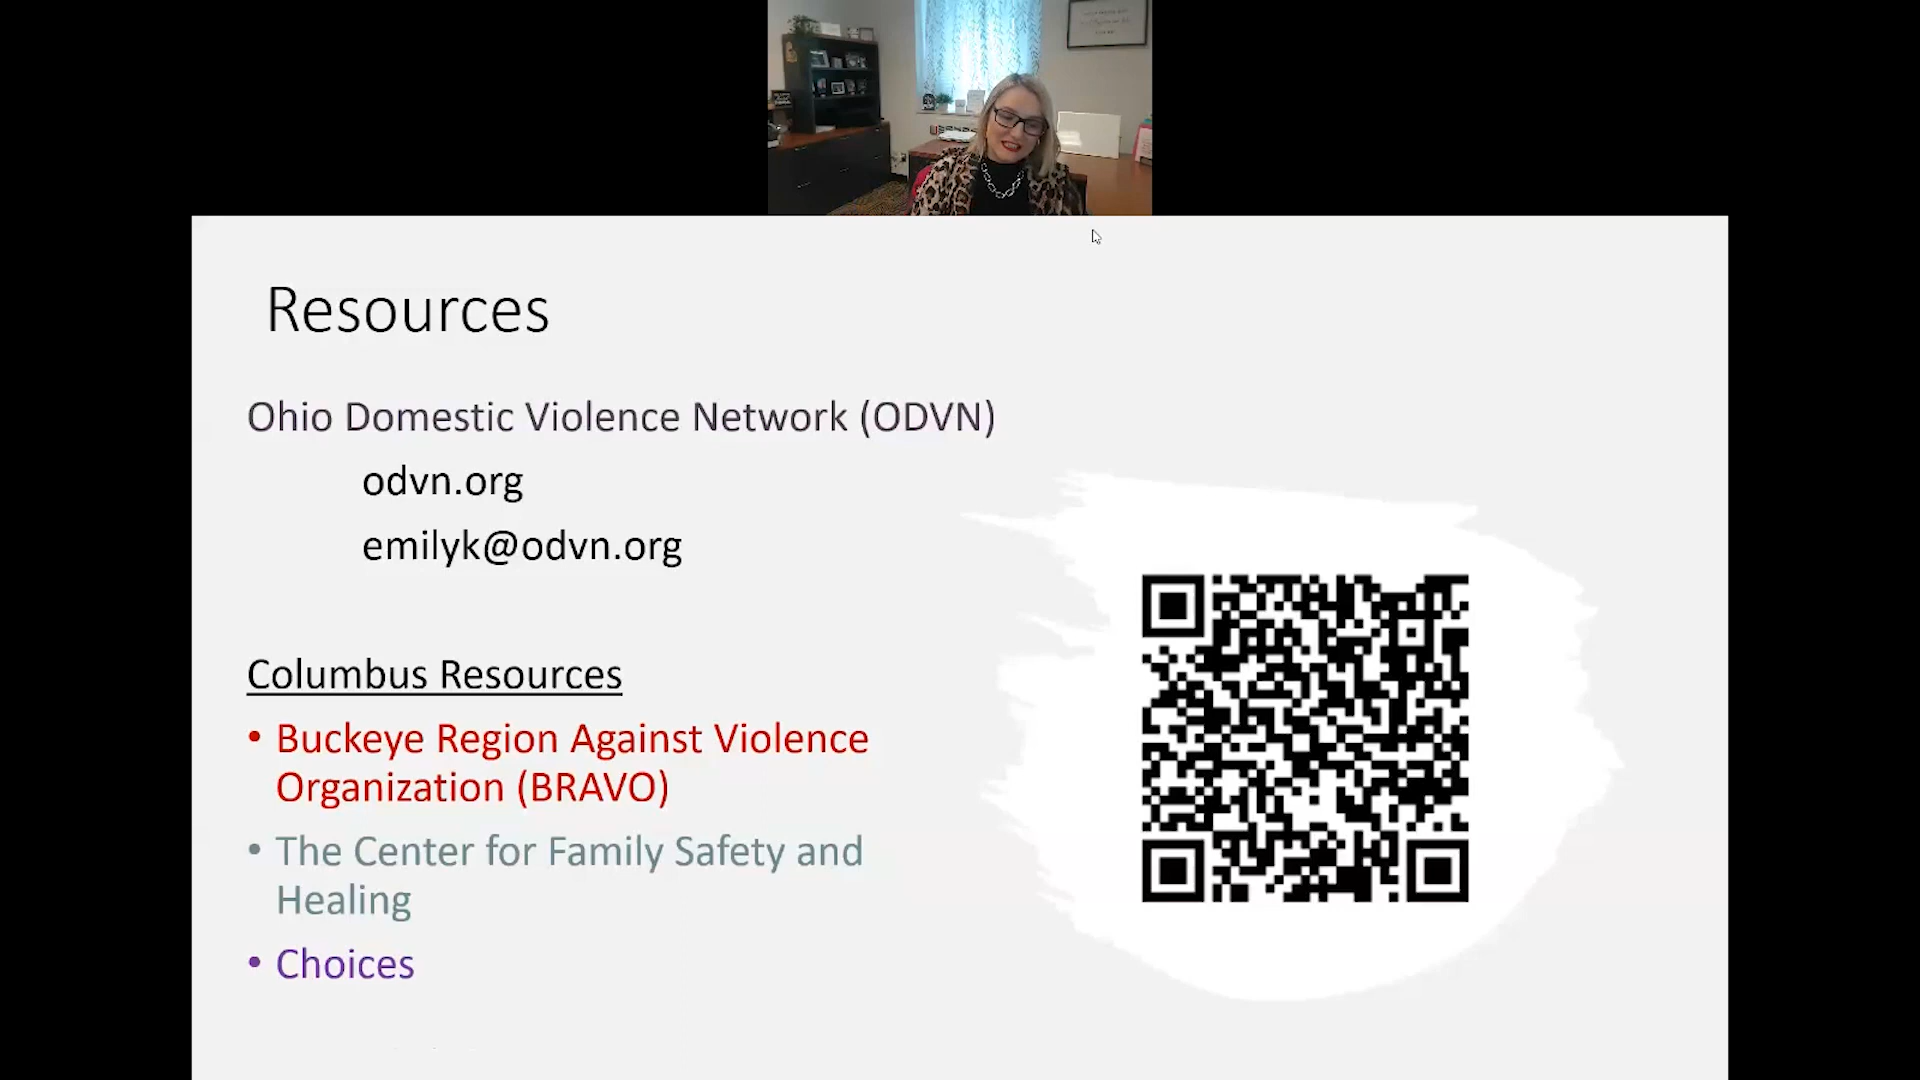 Resources
Ohio Domestic Violence Network (ODVN)
odvn.org
emilyk@odvn.org
Columbus Resources
• Buckeye Region Against Violence
Organization (BRAVO)
• The Center for Family Safety and
Healing
• Choices